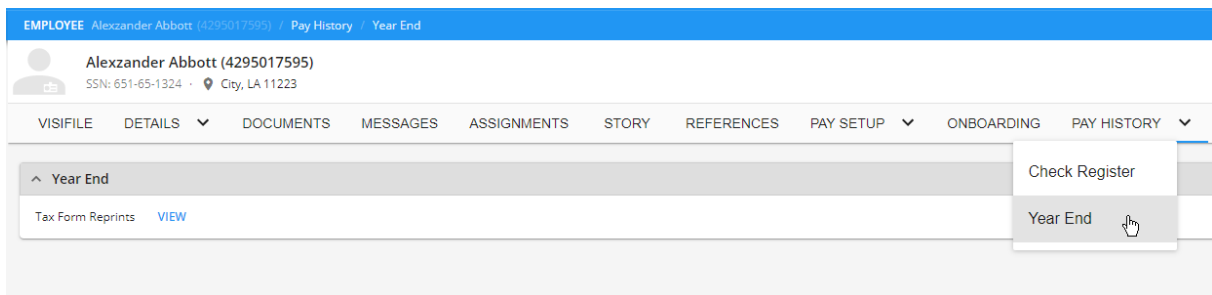 EMPLOYEE Alexzander Abbott (4295017595) / Pay History / Year End
Alexzander Abbott (4295017595)
SSN: 651-65-1324 · City, LA 11223
VISIFILE DETAILS DOCUMENTS MESSAGES ASSIGNMENTS STORY REFERENCES PAY SETUP ONBOARDING PAY HISTORY
Check Register
Year End
Year End
Tax Form Reprints VIEW